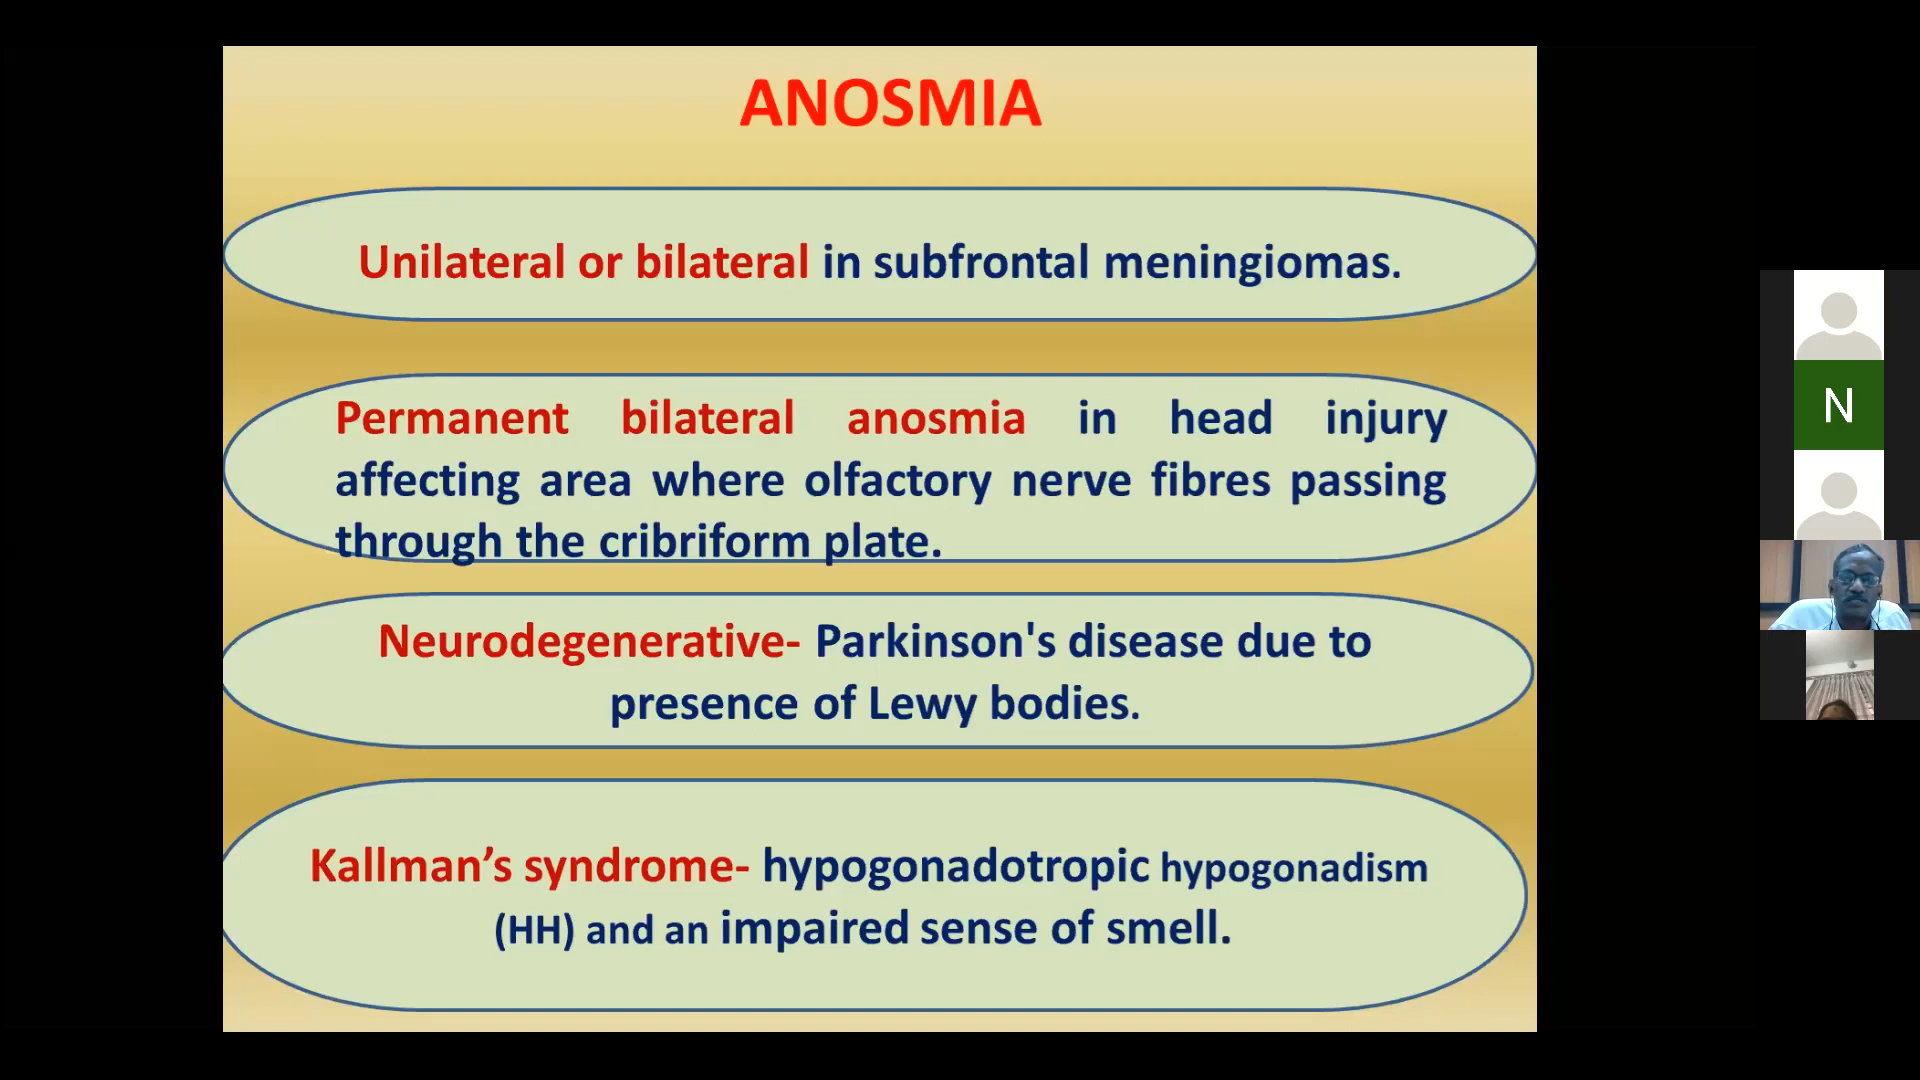 ANOSMIA
Unilateral or bilateral in subfrontal meningiomas.
Permanent bilateral anosmia in head injury
affecting area where olfactory nerve fibres passing
through the cribriform plate.
Neurodegenerative- Parkinson's disease due to
presence of Lewy bodies.
Kallman’s syndrome- hypogonadotropic hypogonadism
(HH) and an impaired sense of smell.
N